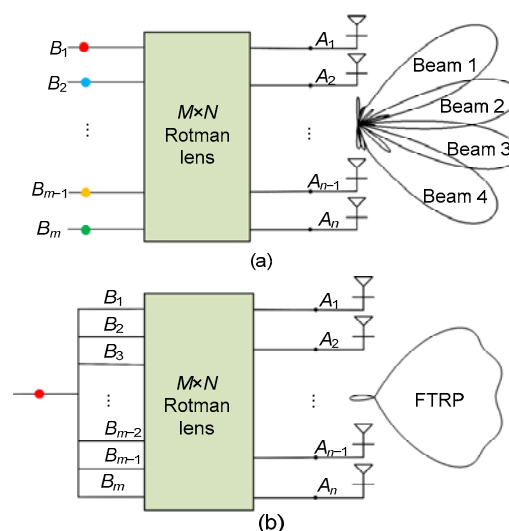 B1
B2
⋮
Bm-1
Bm
M×N
Rotman
lens
A1
A2
⋮
An-1
An
Beam 1
Beam 2
Beam 3
Beam 4
(a)
B1
B2
B3
⋮
Bm-2
Bm-1
Bm
M×N
Rotman
lens
A1
A2
⋮
An-1
An
FTRP
(b)